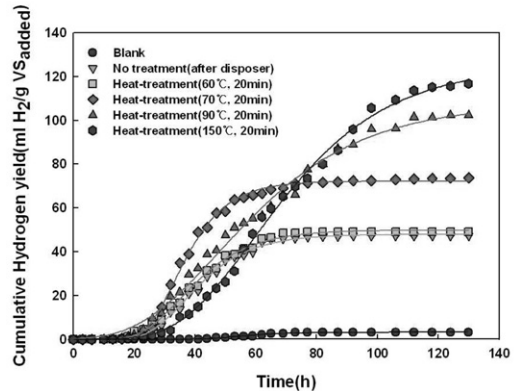 Cumulative Hydrogen yield(ml H₂/g VSadded)
140
120
100
80
60
40
20
0
Blank
No treatment(after disposer)
Heat-treatment(60℃, 20min)
Heat-treatment(70℃, 20min)
Heat-treatment(90℃, 20min)
Heat-treatment(150℃, 20min)
0 20 40 60 80 100 120 140
Time(h)